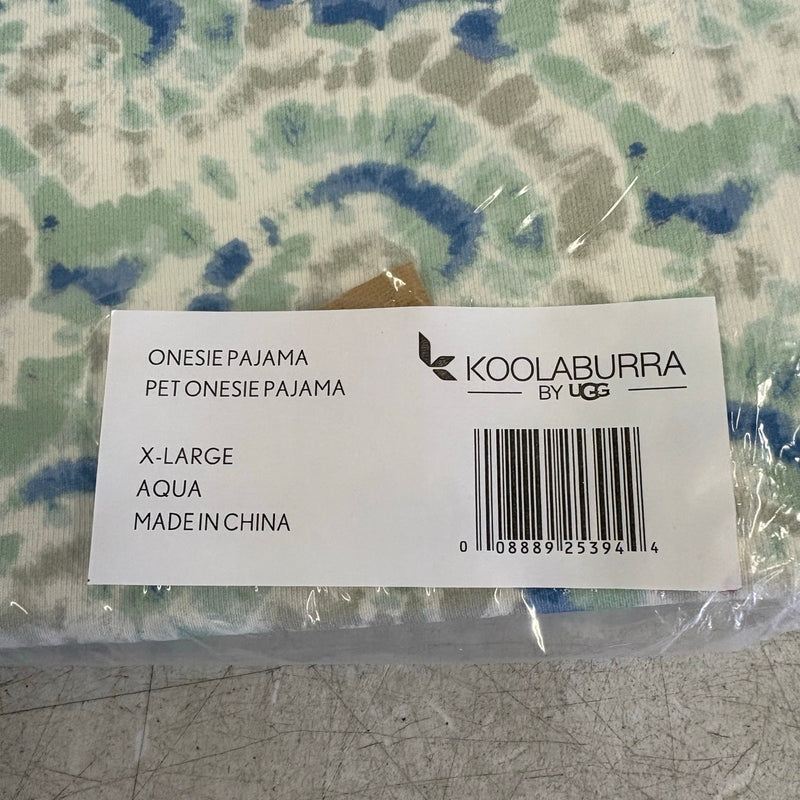 ONESIE PAJAMA
PET ONESIE PAJAMA
X-LARGE
AQUA
MADE IN CHINA
KOOLABURRA
BY UGG
0 08889 25394 4